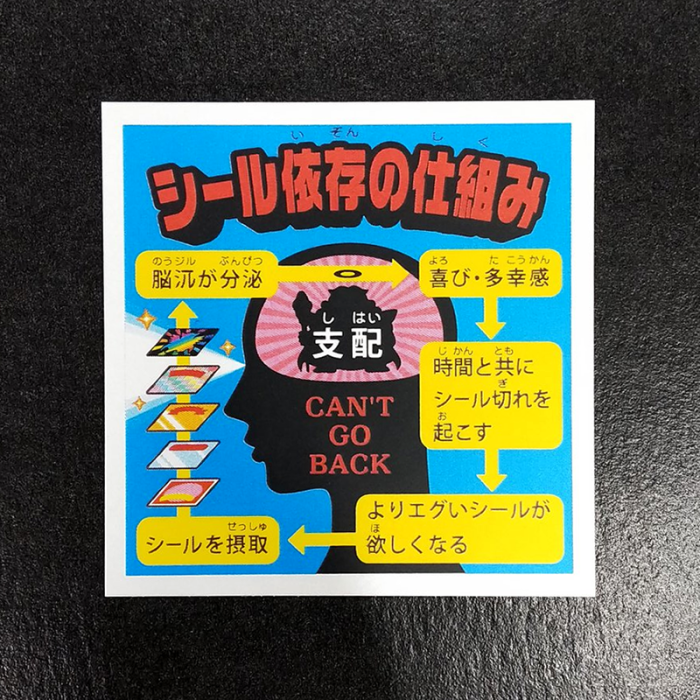 い ぞん し く
シール依存の仕組み
のうジル ぶんぴつ
脳汁が分泌
よろ た こうかん
喜び・多幸感
し はい
支配
じ かん とも
時間と共に
ぎ
シール切れを
お
起こす
CAN'T
GO
BACK
よりエグいシールが
ほ
欲しくなる
せっしゅ
シールを摂取